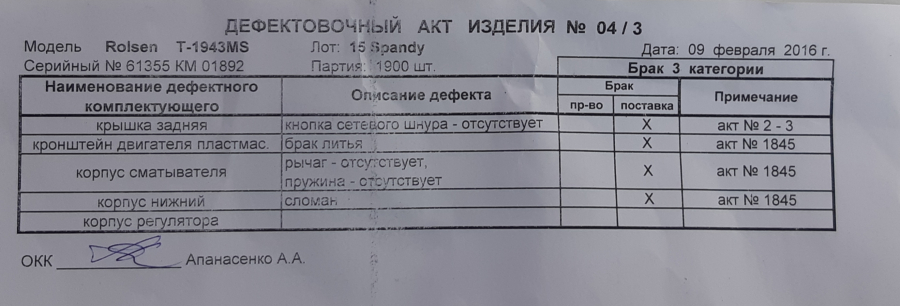 ДЕФЕКТОВОЧНЫЙ АКТ ИЗДЕЛИЯ № 04 / 3
Модель Rolsen T-1943MS Лот: 15 Spandy Дата: 09 февраля 2016 г.
Серийный № 61355 КМ 01892 Партия: 1900 шт. Брак 3 категории
Наименование дефектного комплектующего Описание дефекта Брак Примечание
пр-во поставка
крышка задняя кнопка сетевого шнура - отсутствует X акт № 2 - 3
кронштейн двигателя пластмас. брак литья X акт № 1845
корпус сматывателя рычаг - отсутствует, X акт № 1845
пружина - отсутствует
корпус нижний сломан X акт № 1845
корпус регулятора
ОКК Апанасенко А.А.